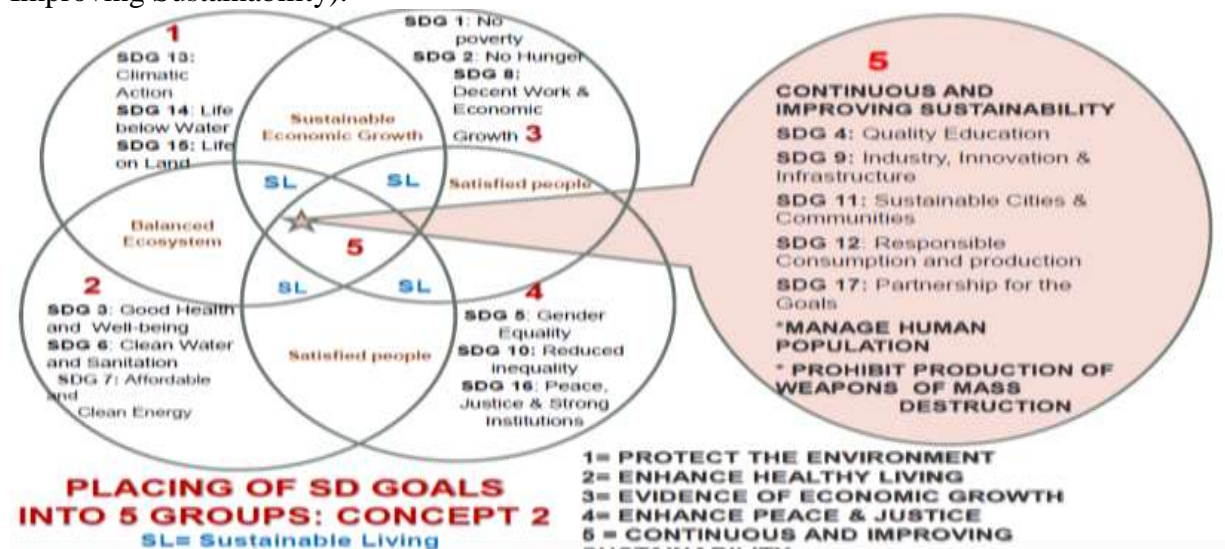 Improving Sustainability).
1
SDG 13:
Climatic
Action
SDG 14: Life
below Water
SDG 15: Life
on Land
Sustainable
Economic Growth
SDG 1: No
poverty
SDG 2: No Hunger
SDG 8:
Decent Work &
Economic
Growth 3
SL
SL
Satisfied people
Balanced
Ecosystem
5
SL
SL
2
SDG 3: Good Health
and Well-being
SDG 6: Clean Water
and Sanitation
SDG 7: Affordable
and
Clean Energy
Satisfied people
4
SDG 5: Gender
Equality
SDG 10: Reduced
inequality
SDG 16: Peace,
Justice & Strong
Institutions
5
CONTINUOUS AND
IMPROVING SUSTAINABILITY
SDG 4: Quality Education
SDG 9: Industry, Innovation &
Infrastructure
SDG 11: Sustainable Cities &
Communities
SDG 12: Responsible
Consumption and production
SDG 17: Partnership for the
Goals
*MANAGE HUMAN
POPULATION
* PROHIBIT PRODUCTION OF
WEAPONS OF MASS
DESTRUCTION
PLACING OF SD GOALS
INTO 5 GROUPS: CONCEPT 2
SL= Sustainable Living
1= PROTECT THE ENVIRONMENT
2= ENHANCE HEALTHY LIVING
3= EVIDENCE OF ECONOMIC GROWTH
4= ENHANCE PEACE & JUSTICE
5 = CONTINUOUS AND IMPROVING
SUSTAINABILITY